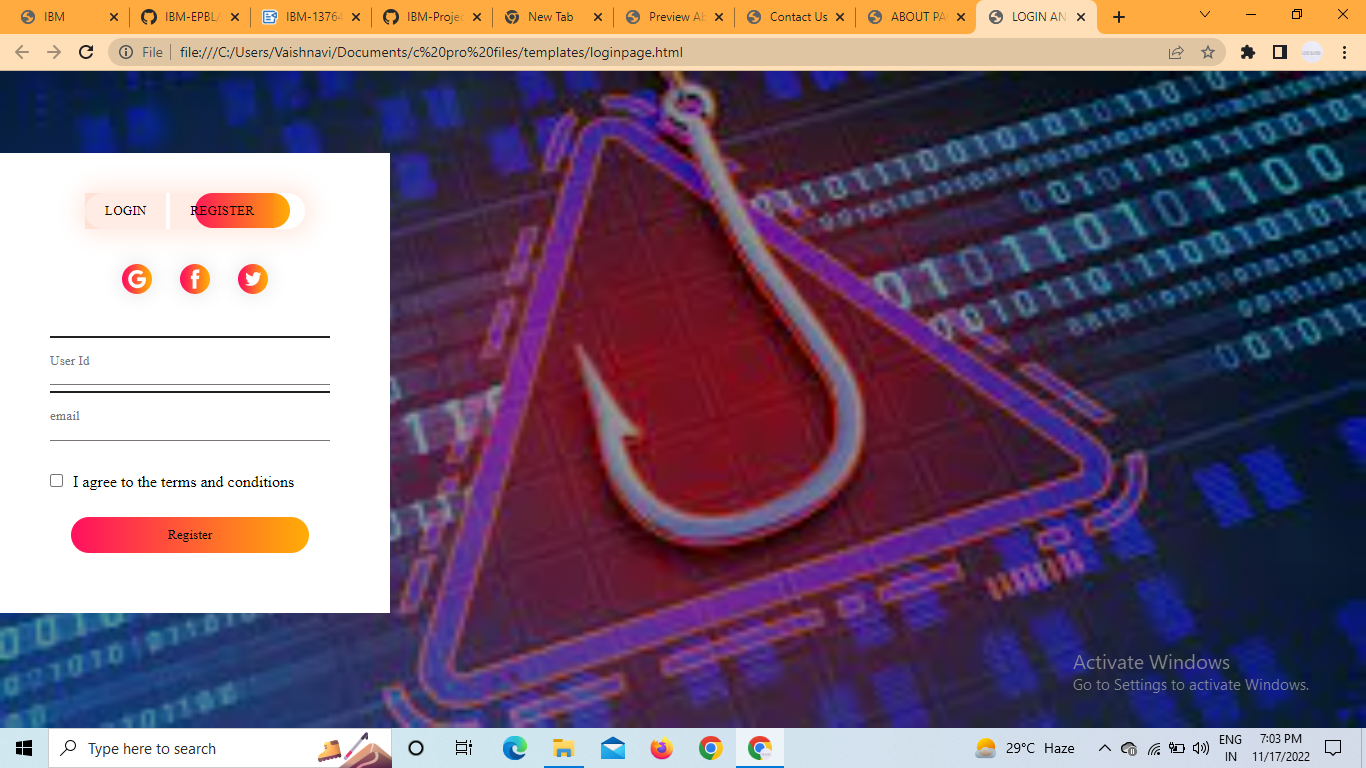 IBM
IBM-EPBL/
IBM-13764
IBM-Projec
New Tab
Preview Ab
Contact Us
ABOUT PA
LOGIN AN
File
file:///C:/Users/Vaishnavi/Documents/c%20pro%20files/templates/loginpage.html
LOGIN
REGISTER
User Id
email
I agree to the terms and conditions
Register
Activate Windows
Go to Settings to activate Windows.
Type here to search
29°C Haze
ENG
IN
7:03 PM
11/17/2022